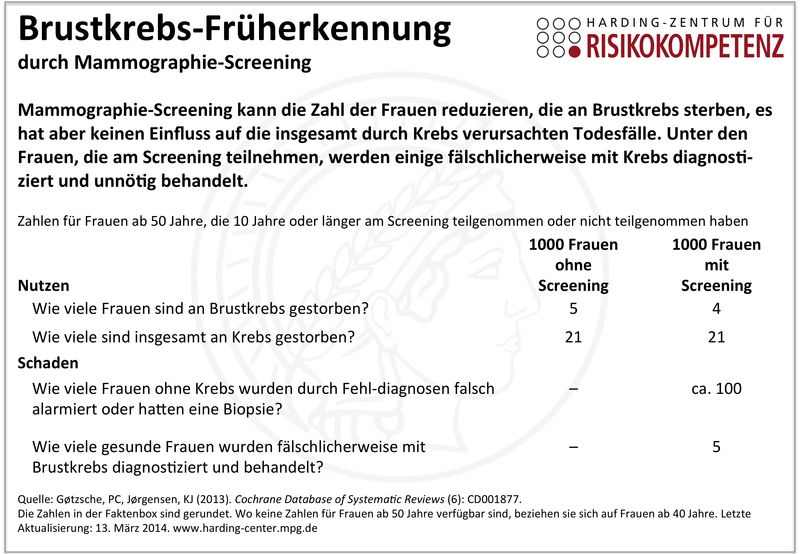 Brustkrebs-Früherkennung
durch Mammographie-Screening
HARDING-ZENTRUM FÜR
RISIKOKOMPETENZ
Mammographie-Screening kann die Zahl der Frauen reduzieren, die an Brustkrebs sterben, es
hat aber keinen Einfluss auf die insgesamt durch Krebs verursachten Todesfälle. Unter den
Frauen, die am Screening teilnehmen, werden einige fälschlicherweise mit Krebs diagnosti-
ziert und unnötig behandelt.
Zahlen für Frauen ab 50 Jahre, die 10 Jahre oder länger am Screening teilgenommen oder nicht teilgenommen haben
1000 Frauen 1000 Frauen
ohne mit
Nutzen Screening Screening
Wie viele Frauen sind an Brustkrebs gestorben? 5 4
Wie viele sind insgesamt an Krebs gestorben? 21 21
Schaden
Wie viele Frauen ohne Krebs wurden durch Fehl-diagnosen falsch – ca. 100
alarmiert oder hatten eine Biopsie?
Wie viele gesunde Frauen wurden fälschlicherweise mit – 5
Brustkrebs diagnostiziert und behandelt?
Quelle: Gøtzsche, PC, Jørgensen, KJ (2013). Cochrane Database of Systematic Reviews (6): CD001877.
Die Zahlen in der Faktenbox sind gerundet. Wo keine Zahlen für Frauen ab 50 Jahre verfügbar sind, beziehen sie sich auf Frauen ab 40 Jahre. Letzte
Aktualisierung: 13. März 2014. www.harding-center.mpg.de